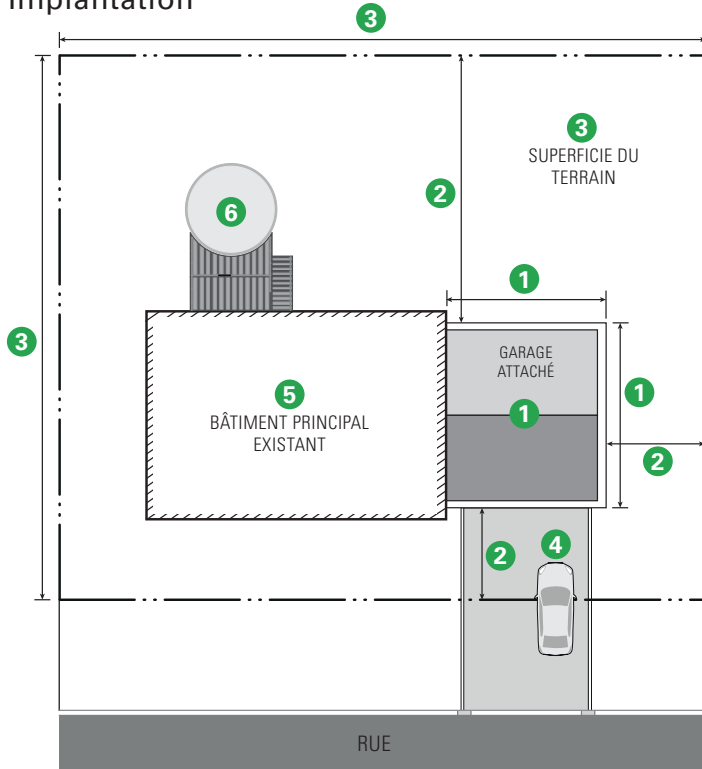 Implantation
3
3
SUPERFICIE DU
TERRAIN
2
6
1
3
GARAGE
ATTACHÉ
1
5
BÂTIMENT PRINCIPAL
EXISTANT
1
2
2
4
RUE